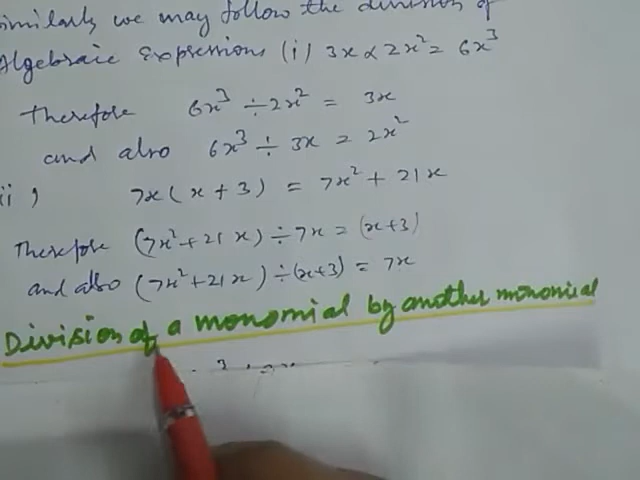 Similarly we may follow the division of
Algebraic Expressions (i) 3x × 2x² = 6x³
Therefore 6x³ ÷ 2x² = 3x
and also 6x³ ÷ 3x = 2x²
ii) 7x (x + 3) = 7x² + 21x
Therefore (7x² + 21x) ÷ 7x = (x + 3)
and also (7x² + 21x) ÷ (x + 3) = 7x
Division of a monomial by another monomial